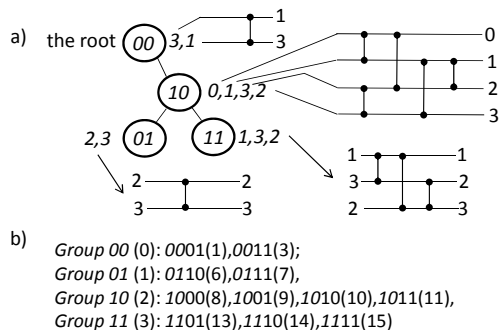 a)
the root 00 3,1
1
3
10 0,1,3,2
0
1
2
3
2,3 01 11 1,3,2
2 2
3 3
1 1
3 2
2 3
b)
Group 00 (0): 0001(1),0011(3);
Group 01 (1): 0110(6),0111(7),
Group 10 (2): 1000(8),1001(9),1010(10),1011(11),
Group 11 (3): 1101(13),1110(14),1111(15)